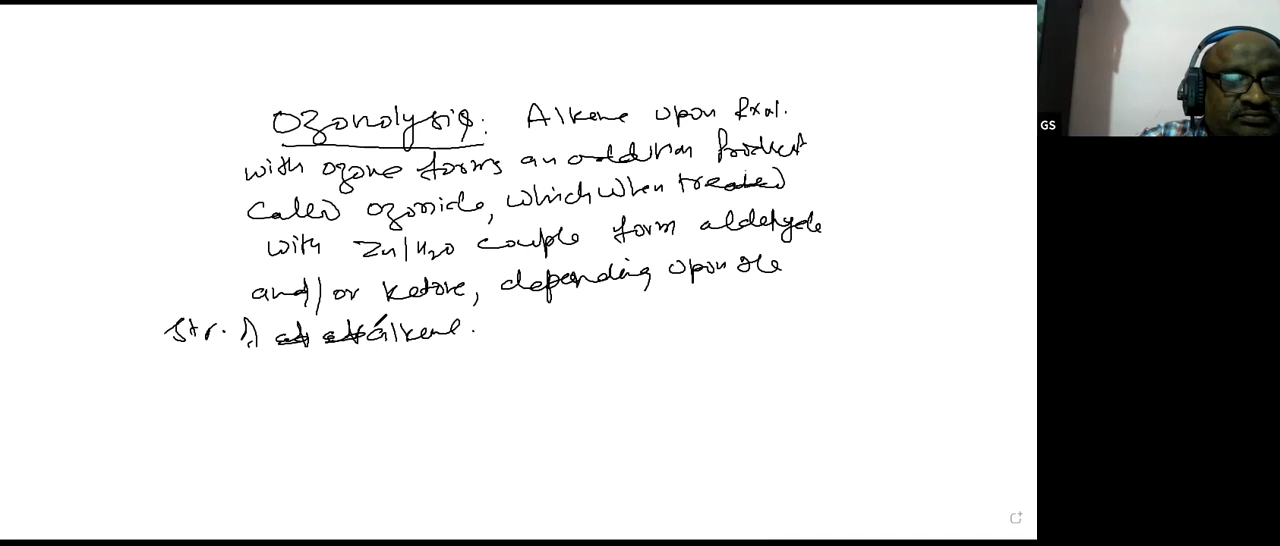 Ozonolysis: Alkene upon Rxn.
with ozone forms an addition Product
Called ozonide, which when treated
with Zn/H2O couple form aldehyde
and/or ketone, depending upon the
Str. of alkene.
GS